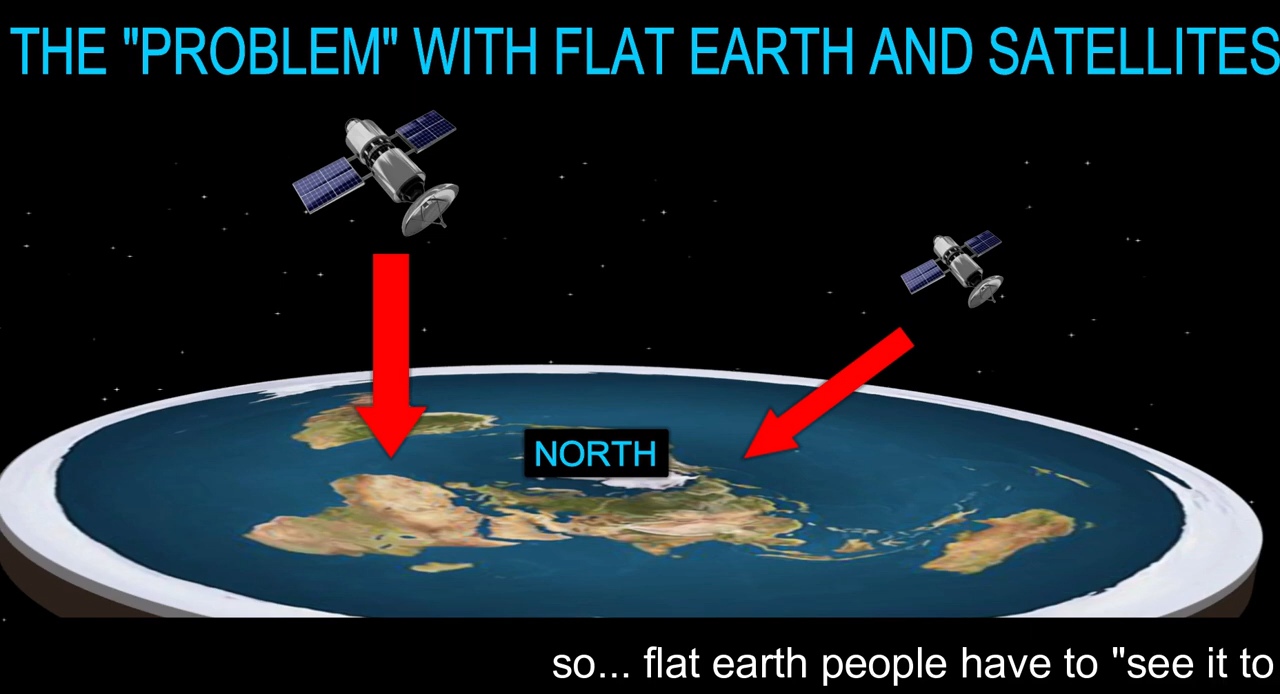 THE "PROBLEM" WITH FLAT EARTH AND SATELLITES
NORTH
so... flat earth people have to "see it to